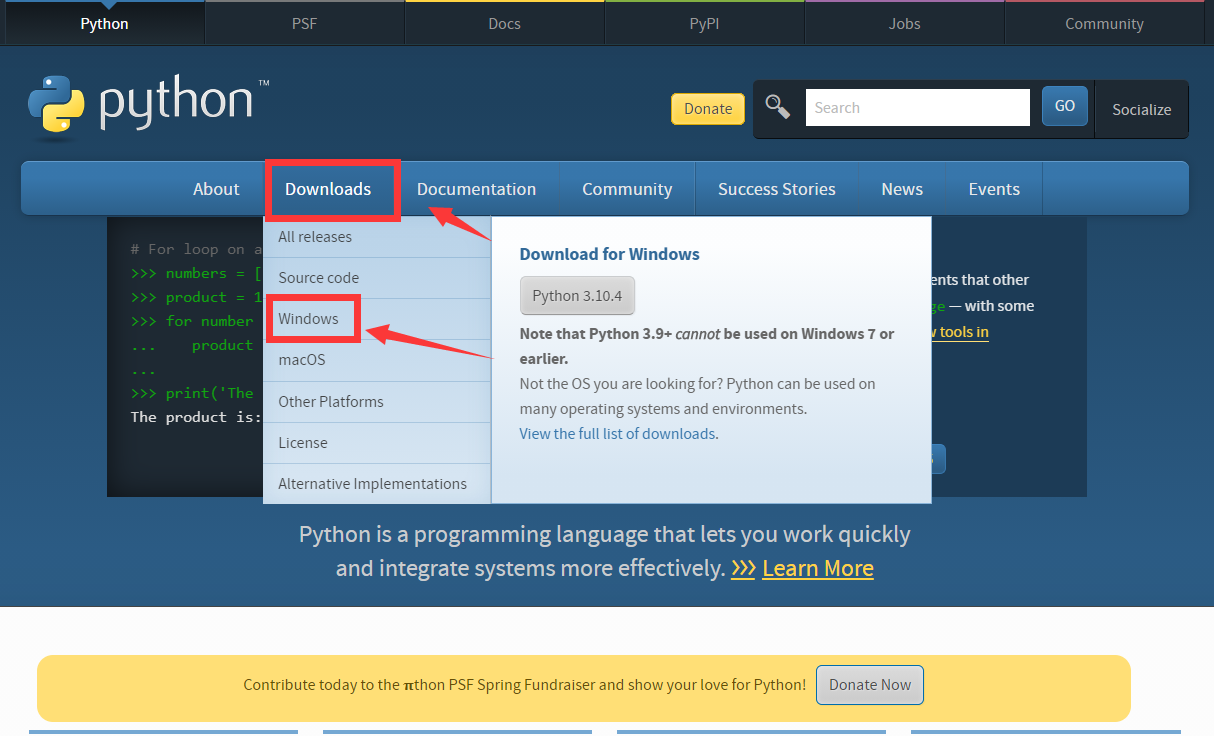 Python
PSF
Docs
PyPI
Jobs
Community
python™
Donate
Search
GO
Socialize
About
Downloads
Documentation
Community
Success Stories
News
Events
# For loop on a
>>> numbers = [
>>> product = 1
>>> for number
...    product
...
>>> print('The
The product is:
All releases
Source code
Windows
macOS
Other Platforms
License
Alternative Implementations
Download for Windows
Python 3.10.4
Note that Python 3.9+ cannot be used on Windows 7 or
earlier.
Not the OS you are looking for? Python can be used on
many operating systems and environments.
View the full list of downloads.
ents that other
ge — with some
tools in
Python is a programming language that lets you work quickly
and integrate systems more effectively. >>> Learn More
Contribute today to the πthon PSF Spring Fundraiser and show your love for Python!
Donate Now